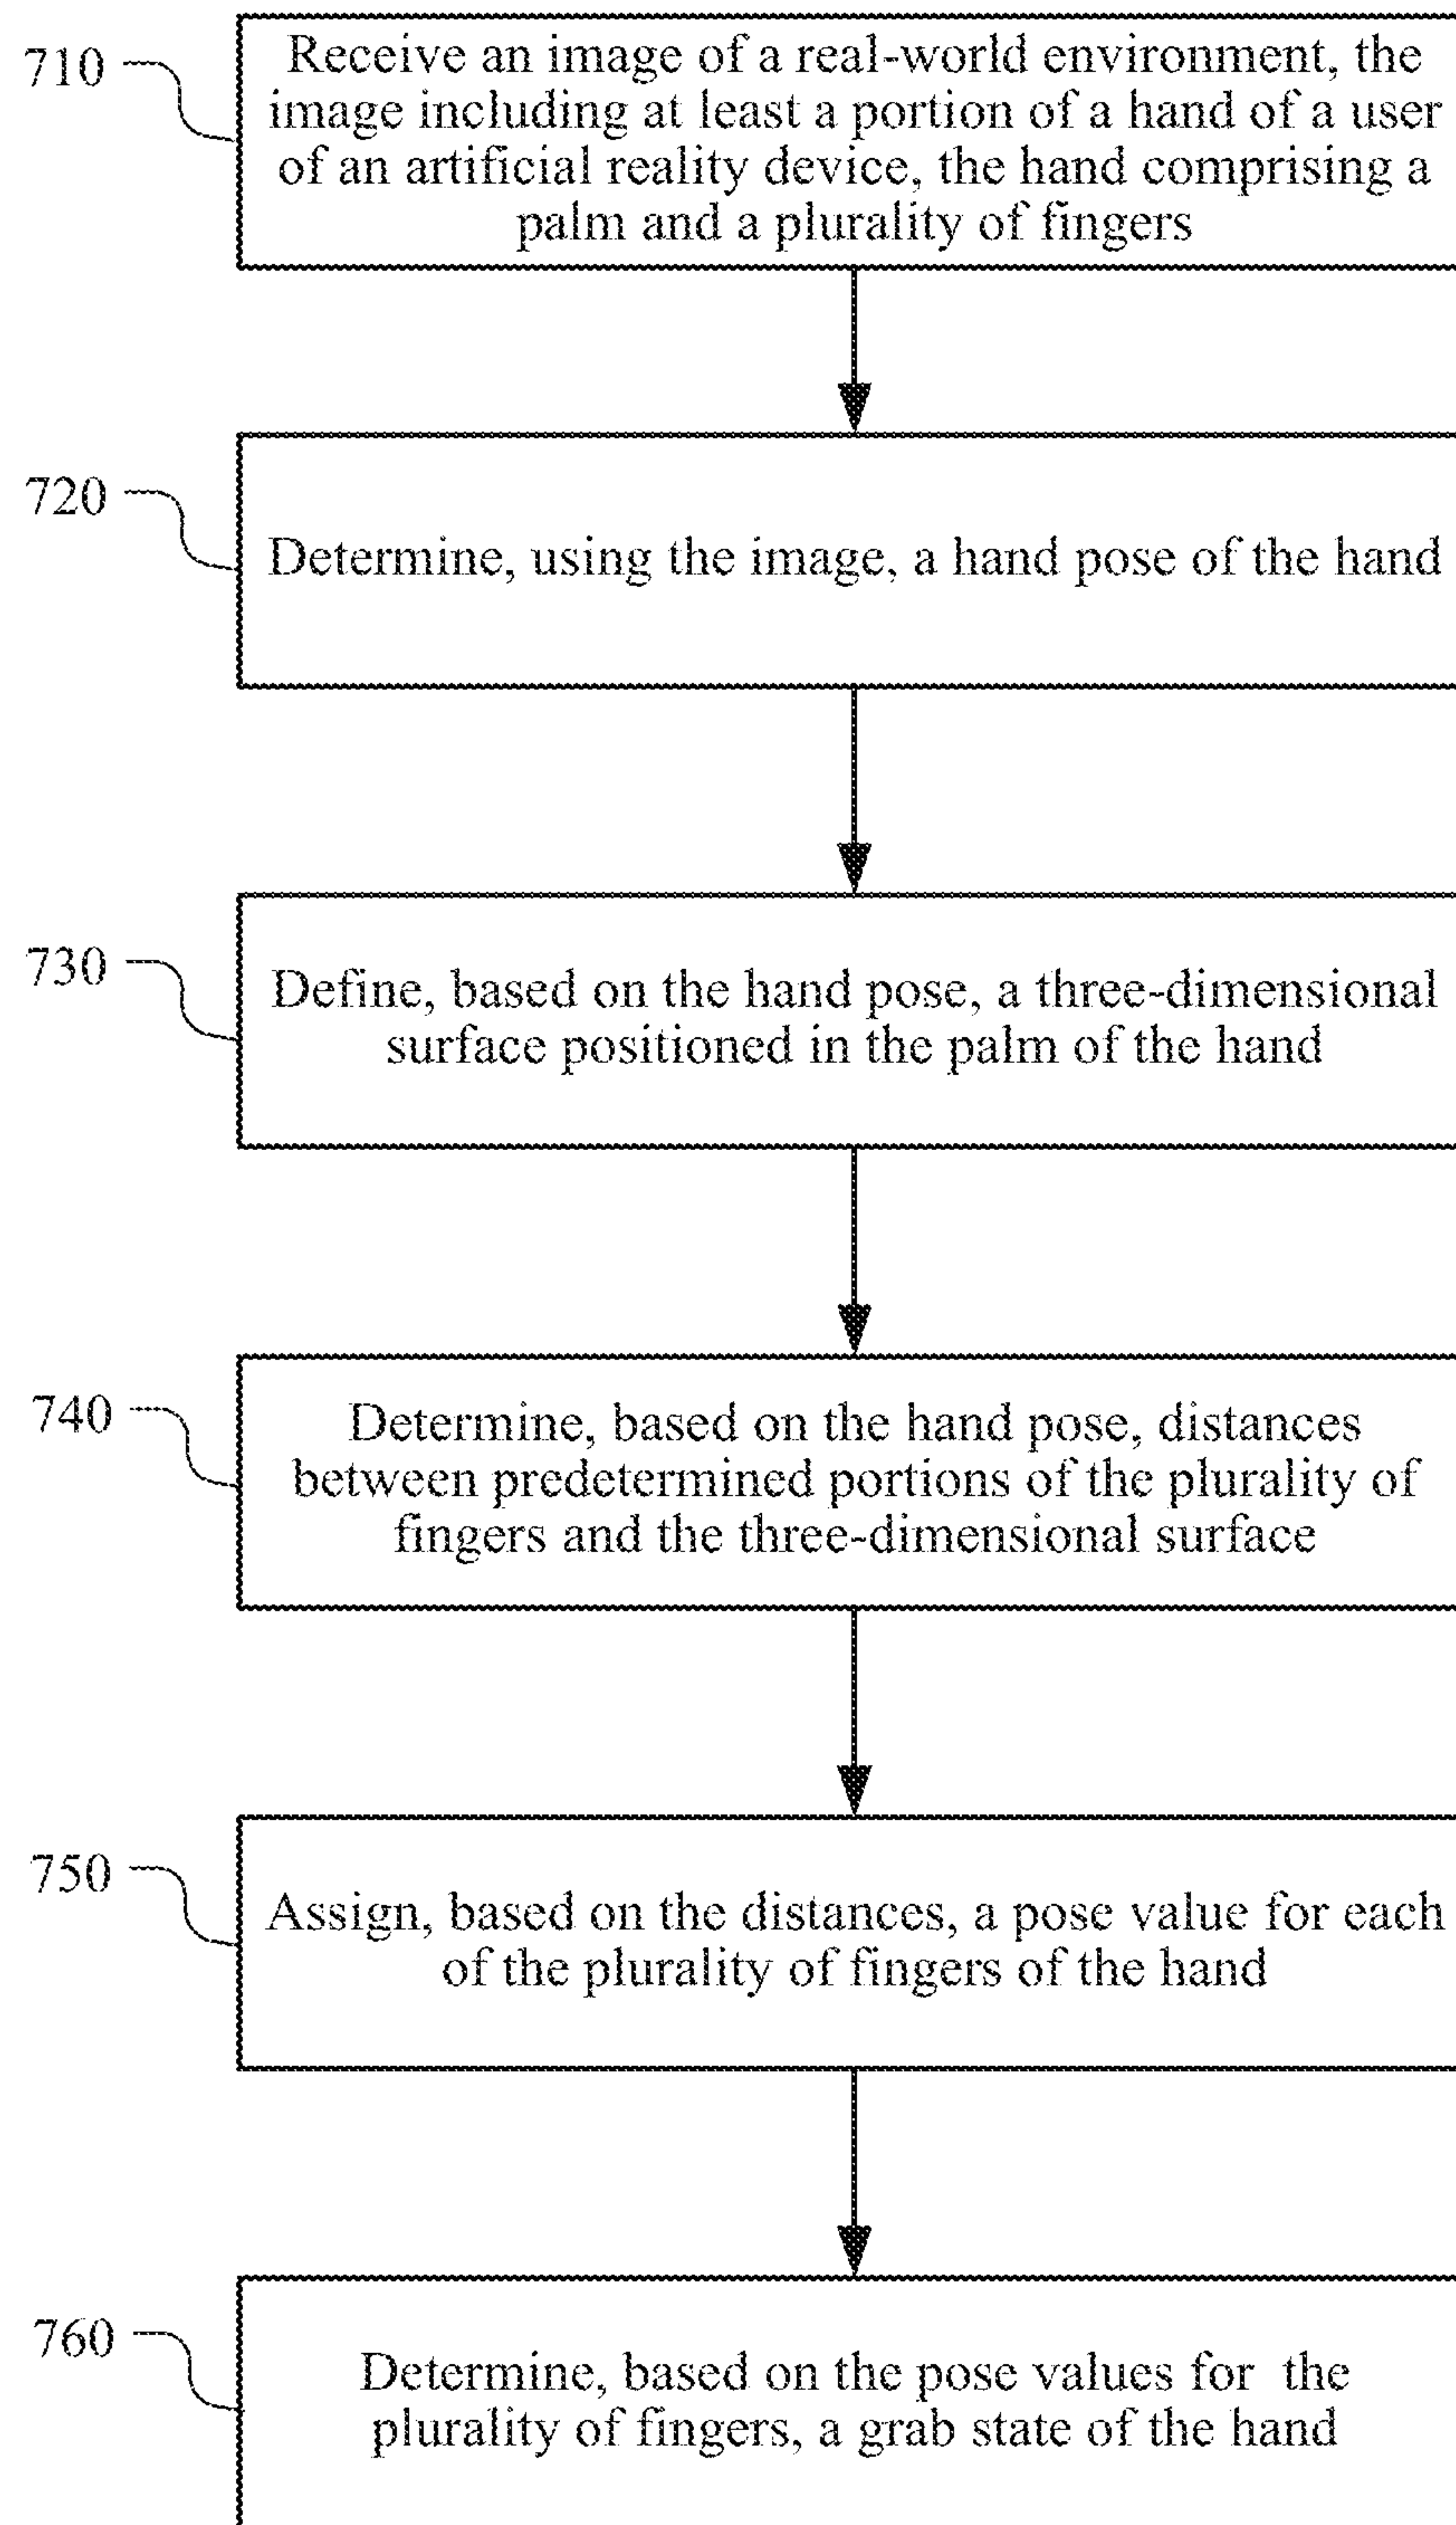 710
Receive an image of a real-world environment, the
image including at least a portion of a hand of a user
of an artificial reality device, the hand comprising a
palm and a plurality of fingers
720
Determine, using the image, a hand pose of the hand
730
Define, based on the hand pose, a three-dimensional
surface positioned in the palm of the hand
740
Determine, based on the hand pose, distances
between predetermined portions of the plurality of
fingers and the three-dimensional surface
750
Assign, based on the distances, a pose value for each
of the plurality of fingers of the hand
760
Determine, based on the pose values for the
plurality of fingers, a grab state of the hand